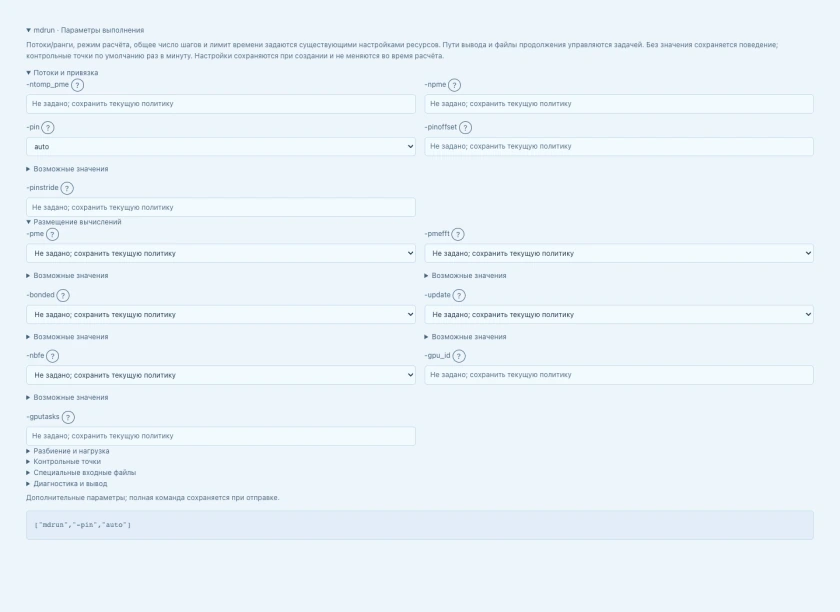 ▼ mdrun · Параметры выполнения
Потоки/ранги, режим расчёта, общее число шагов и лимит времени задаются существующими настройками ресурсов. Пути вывода и файлы продолжения управляются задачей. Без значения сохраняется поведение;
контрольные точки по умолчанию раз в минуту. Настройки сохраняются при создании и не меняются во время расчёта.
▼ Потоки и привязка
-ntomp_pme ? -npme ?
Не задано; сохранить текущую политику Не задано; сохранить текущую политику
-pin ? -pinoffset ?
auto Не задано; сохранить текущую политику
▶ Возможные значения
-pinstride ?
Не задано; сохранить текущую политику
▼ Размещение вычислений
-pme ? -pmefft ?
Не задано; сохранить текущую политику Не задано; сохранить текущую политику
▶ Возможные значения ▶ Возможные значения
-bonded ? -update ?
Не задано; сохранить текущую политику Не задано; сохранить текущую политику
▶ Возможные значения ▶ Возможные значения
-nbfe ? -gpu_id ?
Не задано; сохранить текущую политику Не задано; сохранить текущую политику
▶ Возможные значения
-gputasks ?
Не задано; сохранить текущую политику
▶ Разбиение и нагрузка
▶ Контрольные точки
▶ Специальные входные файлы
▶ Диагностика и вывод
Дополнительные параметры; полная команда сохраняется при отправке.
["mdrun","-pin","auto"]